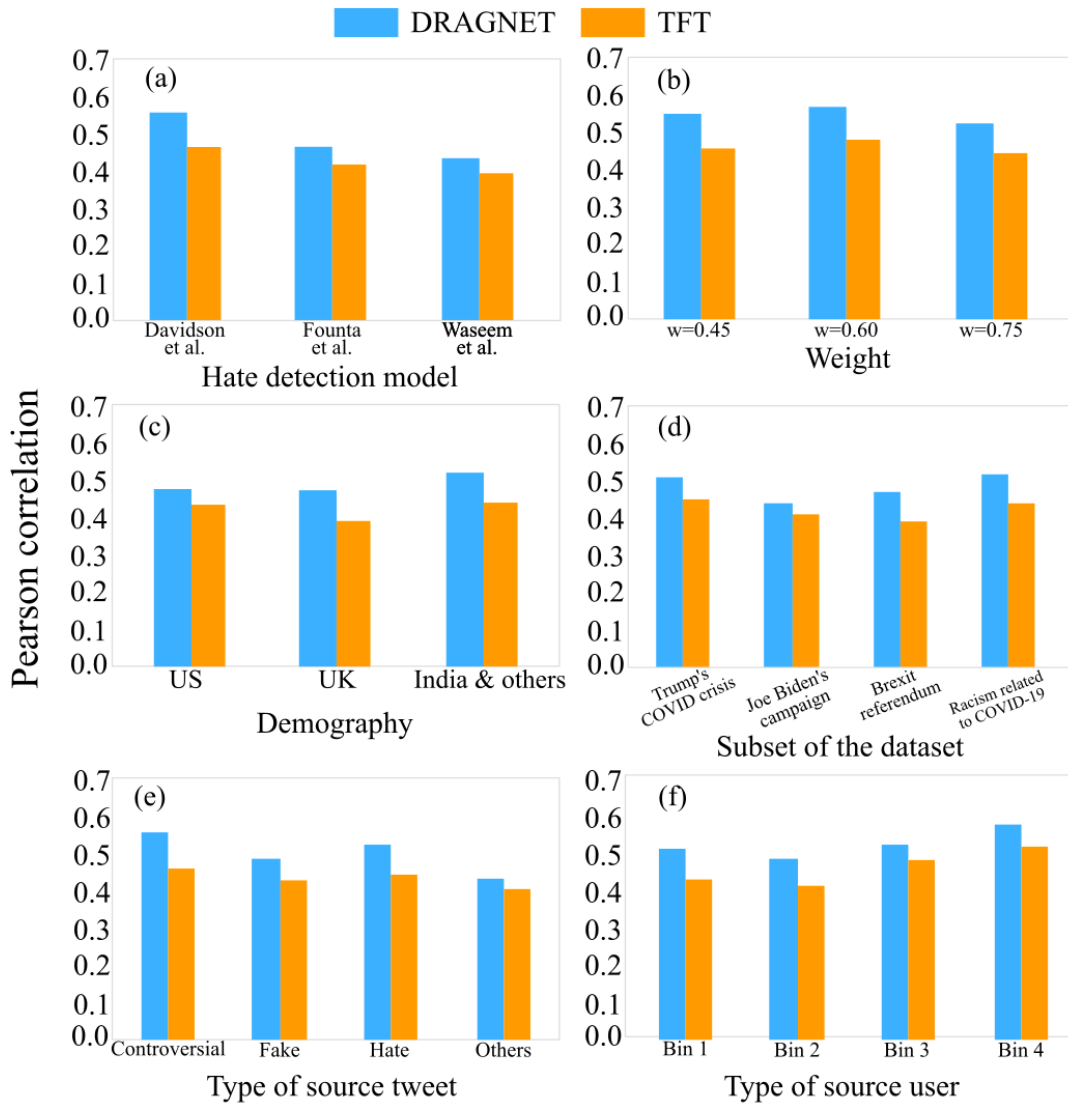 DRAGNET TFT
Pearson correlation
(a)
0.7
0.6
0.5
0.4
0.3
0.2
0.1
0.0
Davidson et al.
Founta et al.
Waseem et al.
Hate detection model
(b)
0.7
0.6
0.5
0.4
0.3
0.2
0.1
0.0
w=0.45 w=0.60 w=0.75
Weight
(c)
0.7
0.6
0.5
0.4
0.3
0.2
0.1
0.0
US UK India & others
Demography
(d)
0.7
0.6
0.5
0.4
0.3
0.2
0.1
0.0
Trump's
COVID crisis
Joe Biden's
campaign
Brexit
referendum
Racism related
to COVID-19
Subset of the dataset
(e)
0.7
0.6
0.5
0.4
0.3
0.2
0.1
0.0
Controversial Fake Hate Others
Type of source tweet
(f)
0.7
0.6
0.5
0.4
0.3
0.2
0.1
0.0
Bin 1 Bin 2 Bin 3 Bin 4
Type of source user